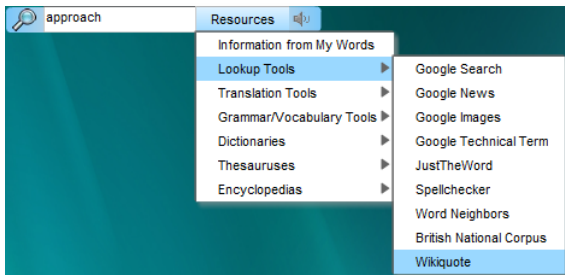 approach
Resources
Information from My Words
Lookup Tools
Translation Tools
Grammar/Vocabulary Tools
Dictionaries
Thesauruses
Encyclopedias
Google Search
Google News
Google Images
Google Technical Term
JustTheWord
Spellchecker
Word Neighbors
British National Corpus
Wikiquote